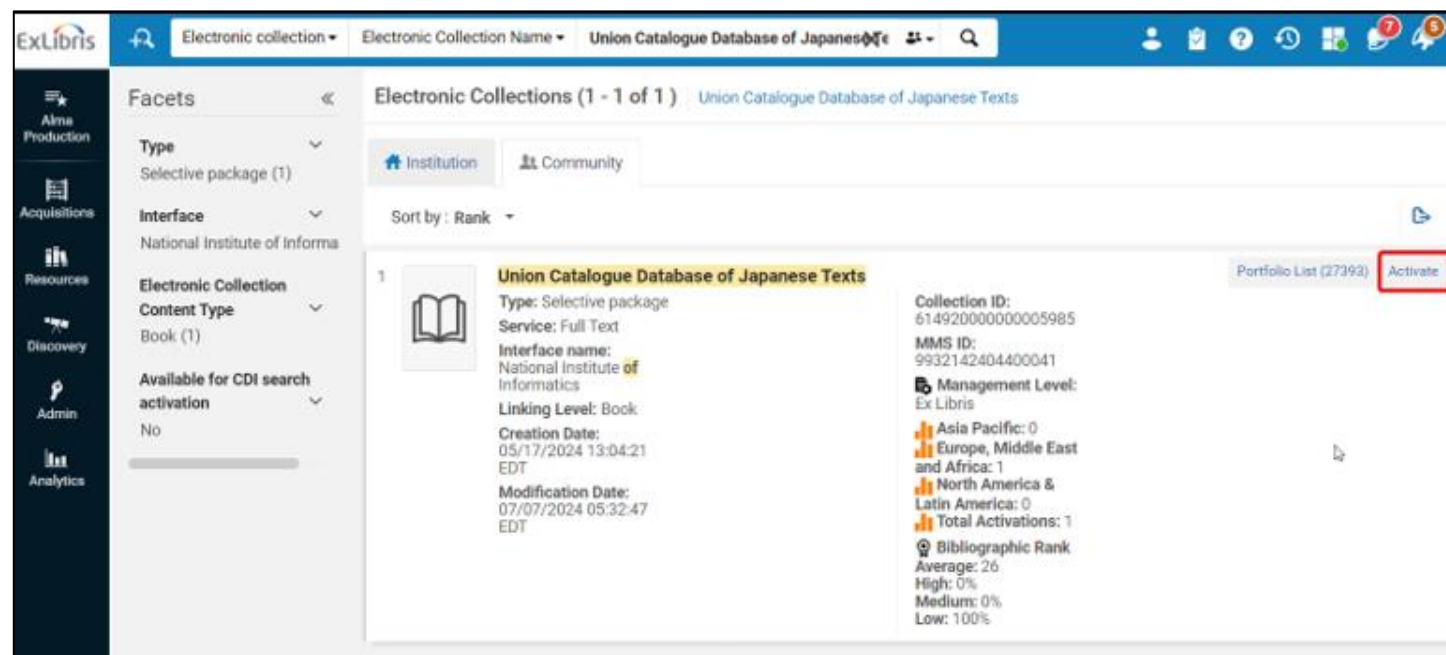 ExLibris
Electronic collection
Electronic Collection Name
Union Catalogue Database of Japanese Te
7
5
Alma
Production
Acquisitions
Resources
Discovery
Admin
Analytics
Facets
Type
Selective package (1)
Interface
National Institute of Informa
Electronic Collection
Content Type
Book (1)
Available for CDI search
activation
No
Electronic Collections (1 - 1 of 1 ) Union Catalogue Database of Japanese Texts
Institution
Community
Sort by : Rank
1
Union Catalogue Database of Japanese Texts
Type: Selective package
Service: Full Text
Interface name:
National Institute of
Informatics
Linking Level: Book
Creation Date:
05/17/2024 13:04:21
EDT
Modification Date:
07/07/2024 05:32:47
EDT
Collection ID:
614920000000005985
MMS ID:
9932142404400041
Management Level:
Ex Libris
Asia Pacific: 0
Europe, Middle East
and Africa: 1
North America &
Latin America: 0
Total Activations: 1
Bibliographic Rank
Average: 26
High: 0%
Medium: 0%
Low: 100%
Portfolio List (27393)
Activate